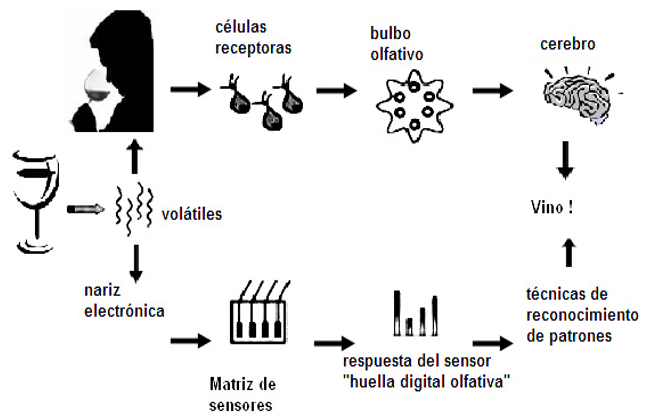 células
receptoras
bulbo
olfativo
cerebro
volátiles
Vino !
nariz
electrónica
Matriz de
sensores
respuesta del sensor
"huella digital olfativa"
técnicas de
reconocimiento
de patrones